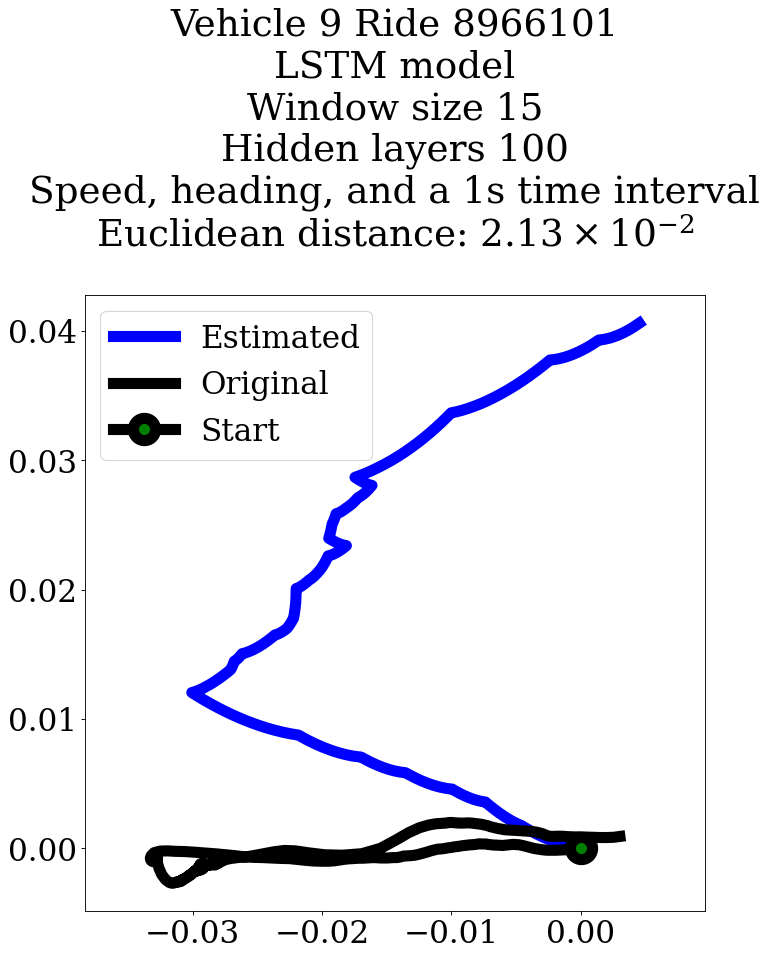 Vehicle 9 Ride 8966101
LSTM model
Window size 15
Hidden layers 100
Speed, heading, and a 1s time interval
Euclidean distance: 2.13 × 10⁻²
Estimated
Original
Start
0.04
0.03
0.02
0.01
0.00
−0.03 −0.02 −0.01 0.00